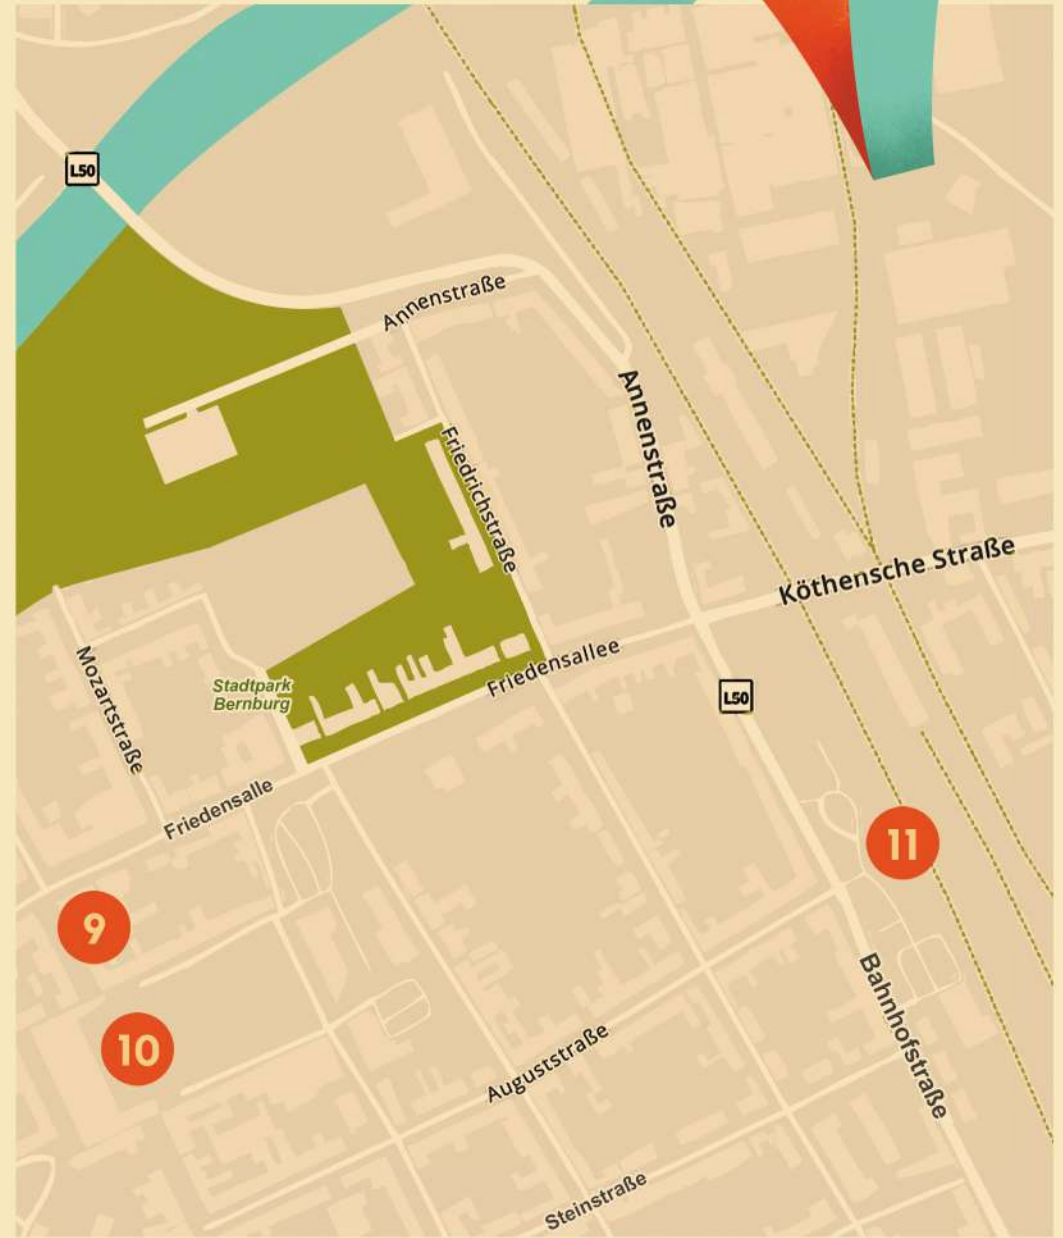 L50
Annenstraße
Annenstraße
Friedrichstraße
Köthensche Straße
Friedensallee
Mozartstraße
Stadtpark
Bernburg
L50
Friedensalle
11
9
Bahnhofstraße
10
Auguststraße
Steinstraße